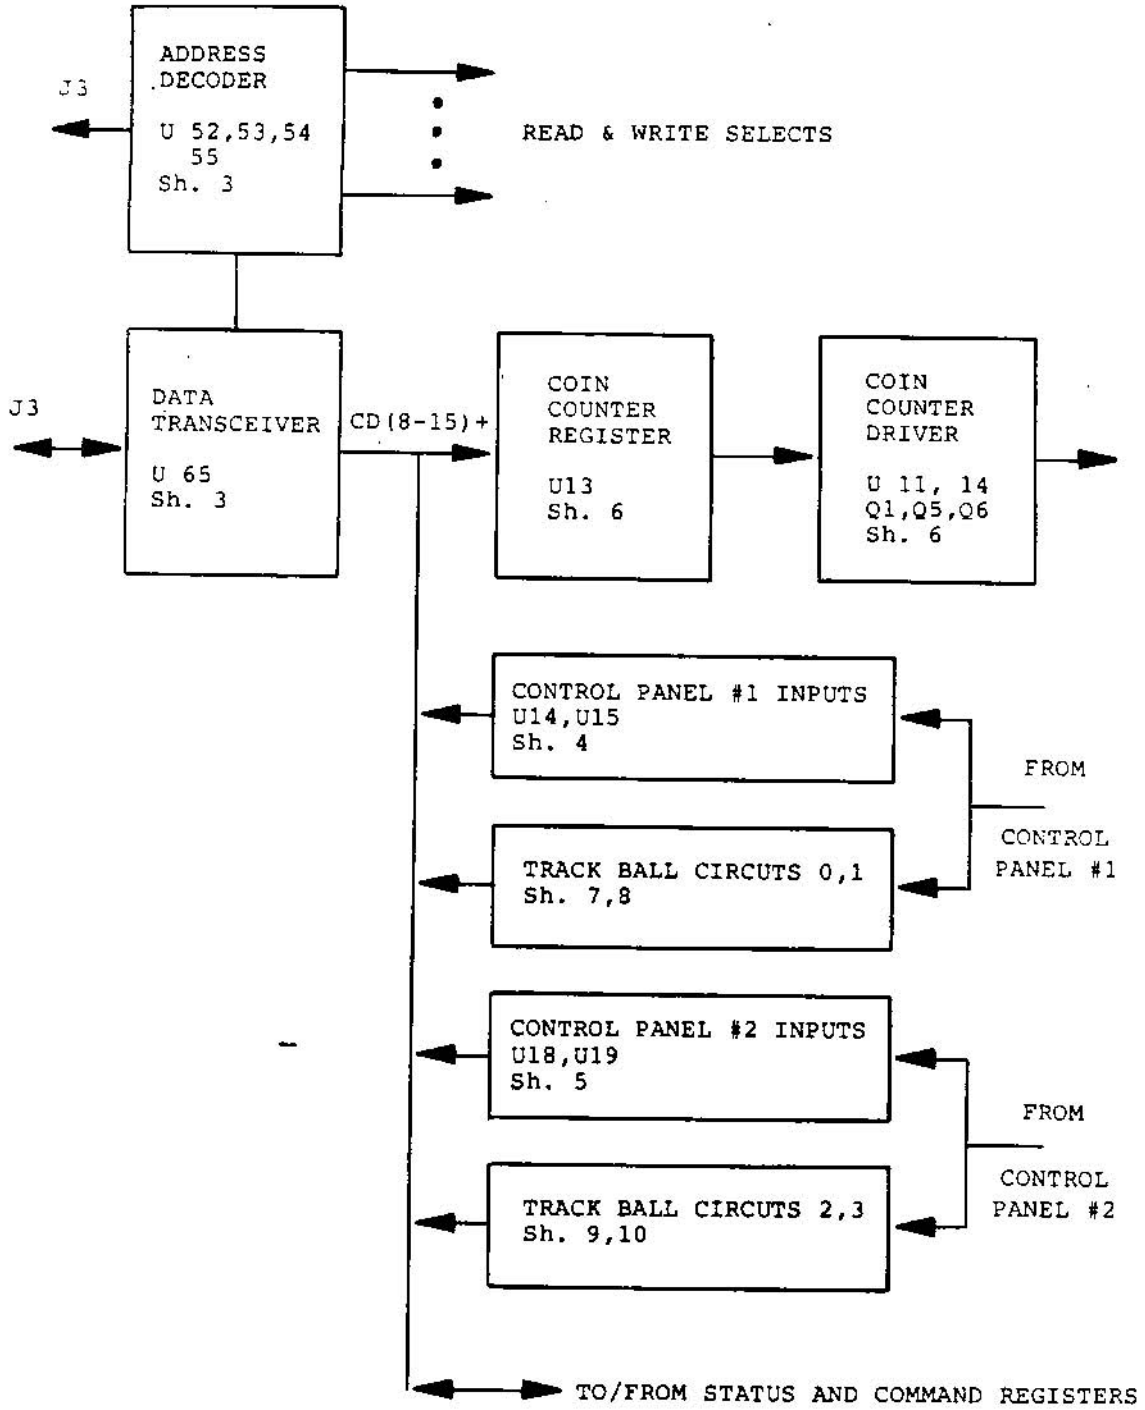 ADDRESS
DECODER
U 52,53,54
55
Sh. 3
J3
READ & WRITE SELECTS
J3
DATA
TRANSCEIVER
U 65
Sh. 3
CD(8-15)+
COIN
COUNTER
REGISTER
U13
Sh. 6
COIN
COUNTER
DRIVER
U 11, 14
Q1,Q5,Q6
Sh. 6
CONTROL PANEL #1 INPUTS
U14,U15
Sh. 4
TRACK BALL CIRCUTS 0,1
Sh. 7,8
FROM
CONTROL
PANEL #1
CONTROL PANEL #2 INPUTS
U18,U19
Sh. 5
TRACK BALL CIRCUTS 2,3
Sh. 9,10
FROM
CONTROL
PANEL #2
TO/FROM STATUS AND COMMAND REGISTERS